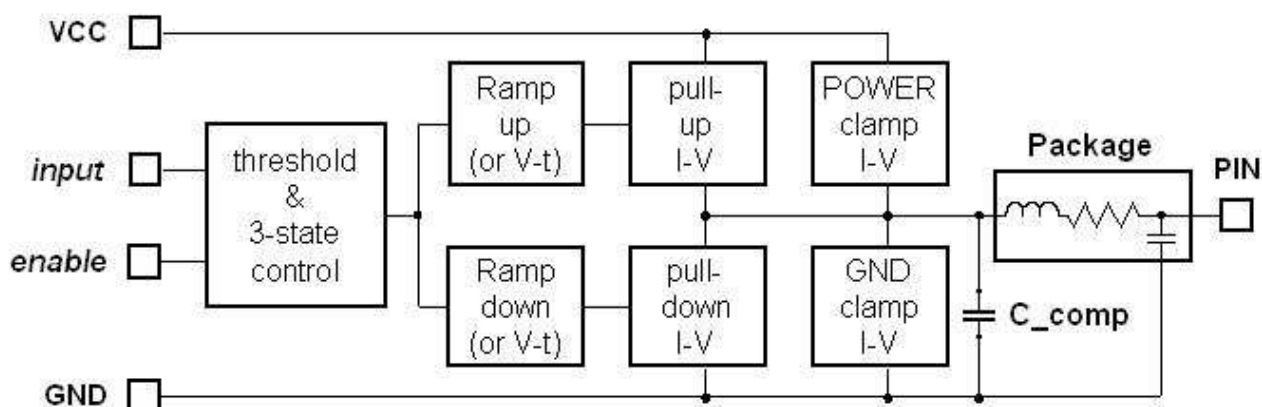 VCC
input
enable
GND
threshold
&
3-state
control
Ramp
up
(or V-t)
Ramp
down
(or V-t)
pull-
up
I-V
pull-
down
I-V
POWER
clamp
I-V
GND
clamp
I-V
C_comp
Package
PIN